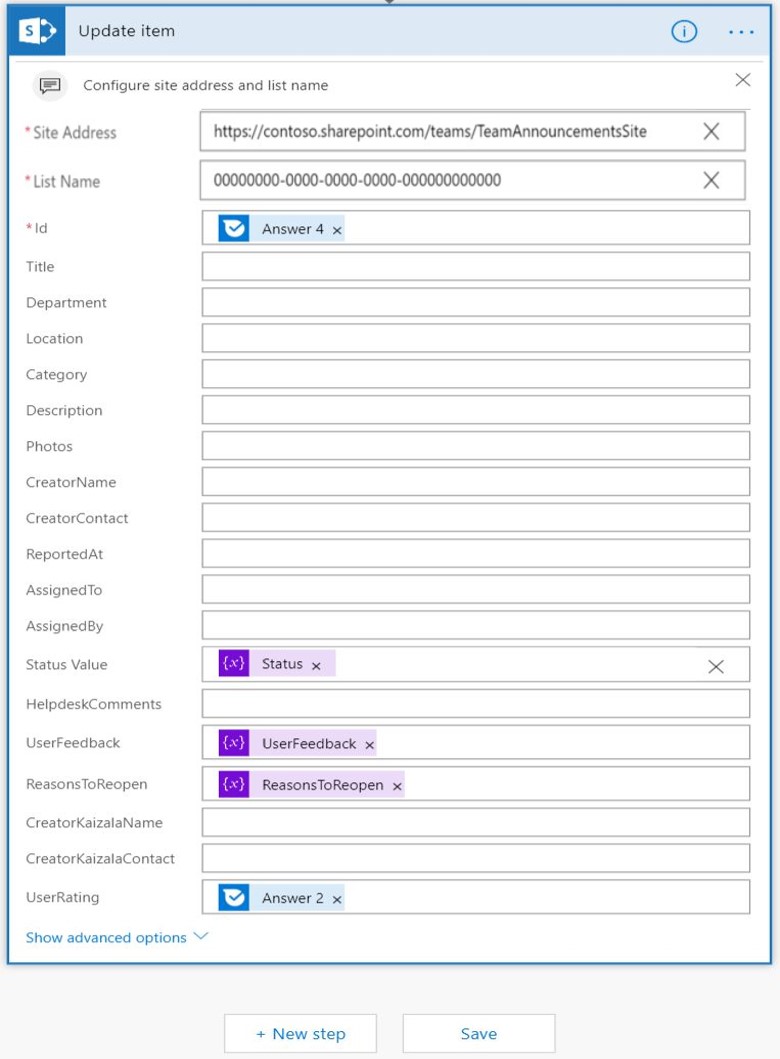 S Update item i ...
Configure site address and list name
* Site Address https://contoso.sharepoint.com/teams/TeamAnnouncementsSite
* List Name 00000000-0000-0000-0000-000000000000
* Id Answer 4 ×
Title
Department
Location
Category
Description
Photos
CreatorName
CreatorContact
ReportedAt
AssignedTo
AssignedBy
Status Value {x} Status ×
HelpdeskComments
UserFeedback {x} UserFeedback ×
ReasonsToReopen {x} ReasonsToReopen ×
CreatorKaizalaName
CreatorKaizalaContact
UserRating Answer 2 ×
Show advanced options
+ New step Save